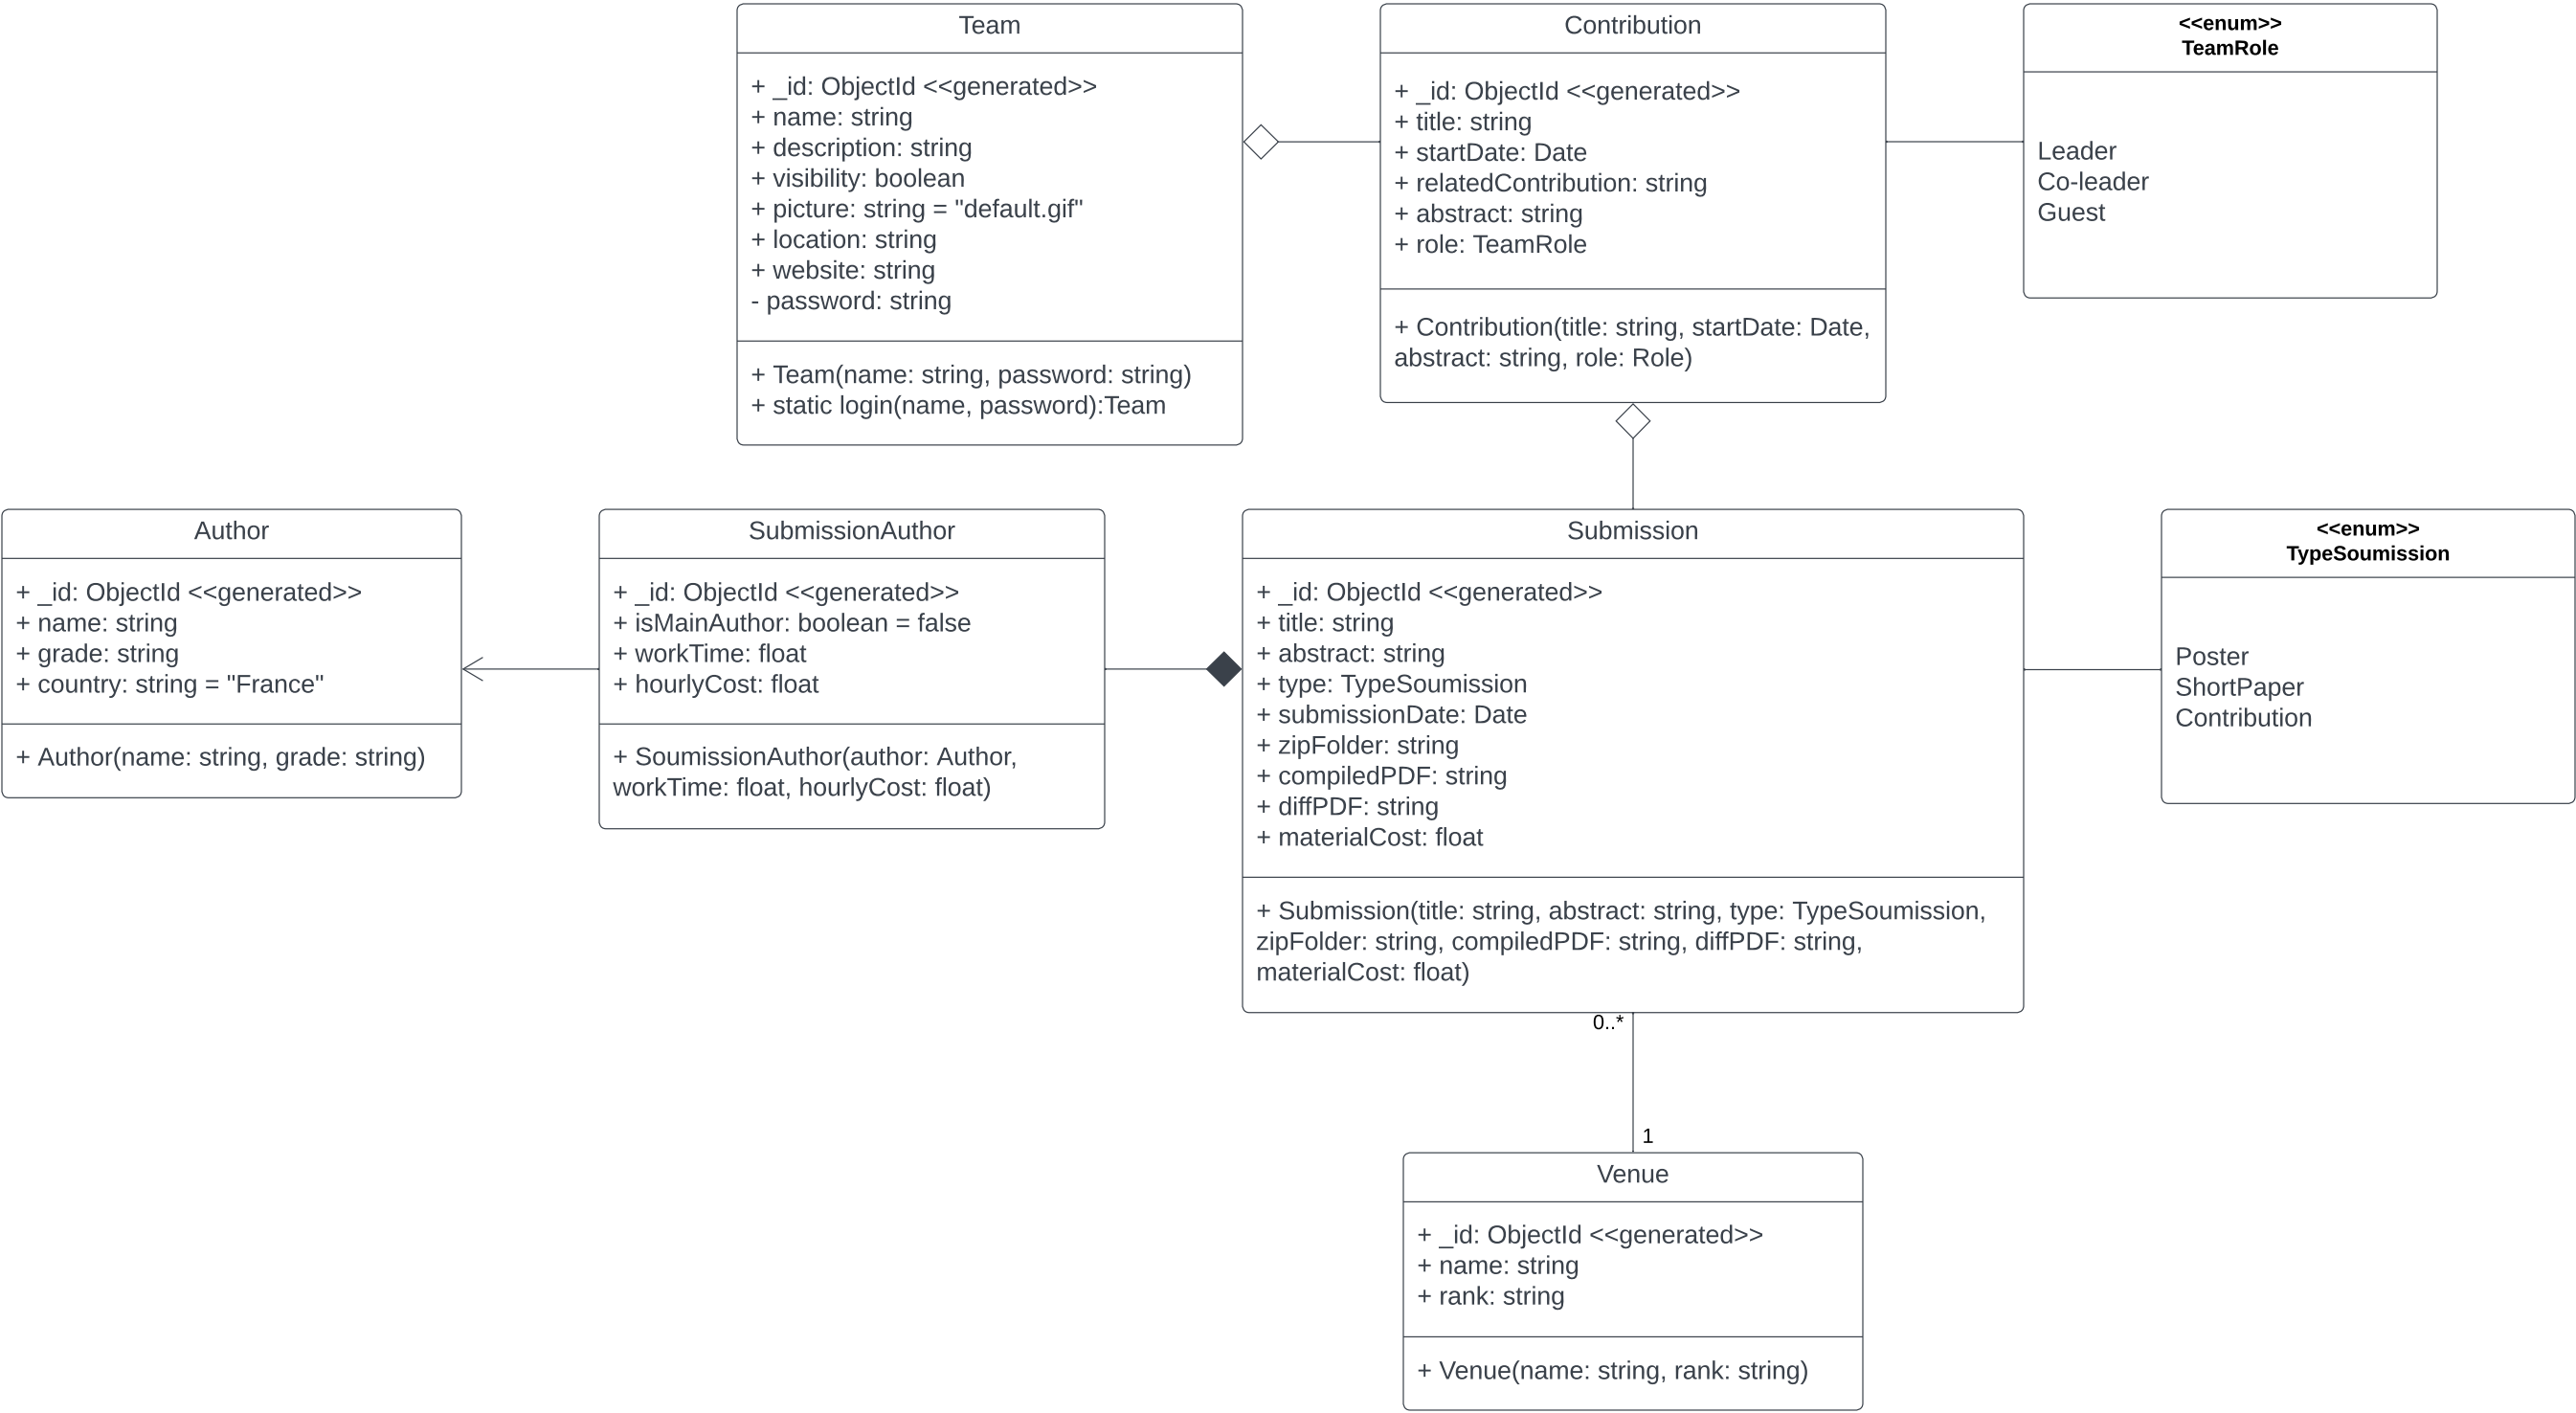 Team
+ _id: ObjectId <<generated>>
+ name: string
+ description: string
+ visibility: boolean
+ picture: string = "default.gif"
+ location: string
+ website: string
- password: string
+ Team(name: string, password: string)
+ static login(name, password):Team
Contribution
+ _id: ObjectId <<generated>>
+ title: string
+ startDate: Date
+ relatedContribution: string
+ abstract: string
+ role: TeamRole
+ Contribution(title: string, startDate: Date,
abstract: string, role: Role)
<<enum>>
TeamRole
Leader
Co-leader
Guest
Author
+ _id: ObjectId <<generated>>
+ name: string
+ grade: string
+ country: string = "France"
+ Author(name: string, grade: string)
SubmissionAuthor
+ _id: ObjectId <<generated>>
+ isMainAuthor: boolean = false
+ workTime: float
+ hourlyCost: float
+ SoumissionAuthor(author: Author,
workTime: float, hourlyCost: float)
Submission
+ _id: ObjectId <<generated>>
+ title: string
+ abstract: string
+ type: TypeSoumission
+ submissionDate: Date
+ zipFolder: string
+ compiledPDF: string
+ diffPDF: string
+ materialCost: float
+ Submission(title: string, abstract: string, type: TypeSoumission,
zipFolder: string, compiledPDF: string, diffPDF: string,
materialCost: float)
<<enum>>
TypeSoumission
Poster
ShortPaper
Contribution
0..*
1
Venue
+ _id: ObjectId <<generated>>
+ name: string
+ rank: string
+ Venue(name: string, rank: string)